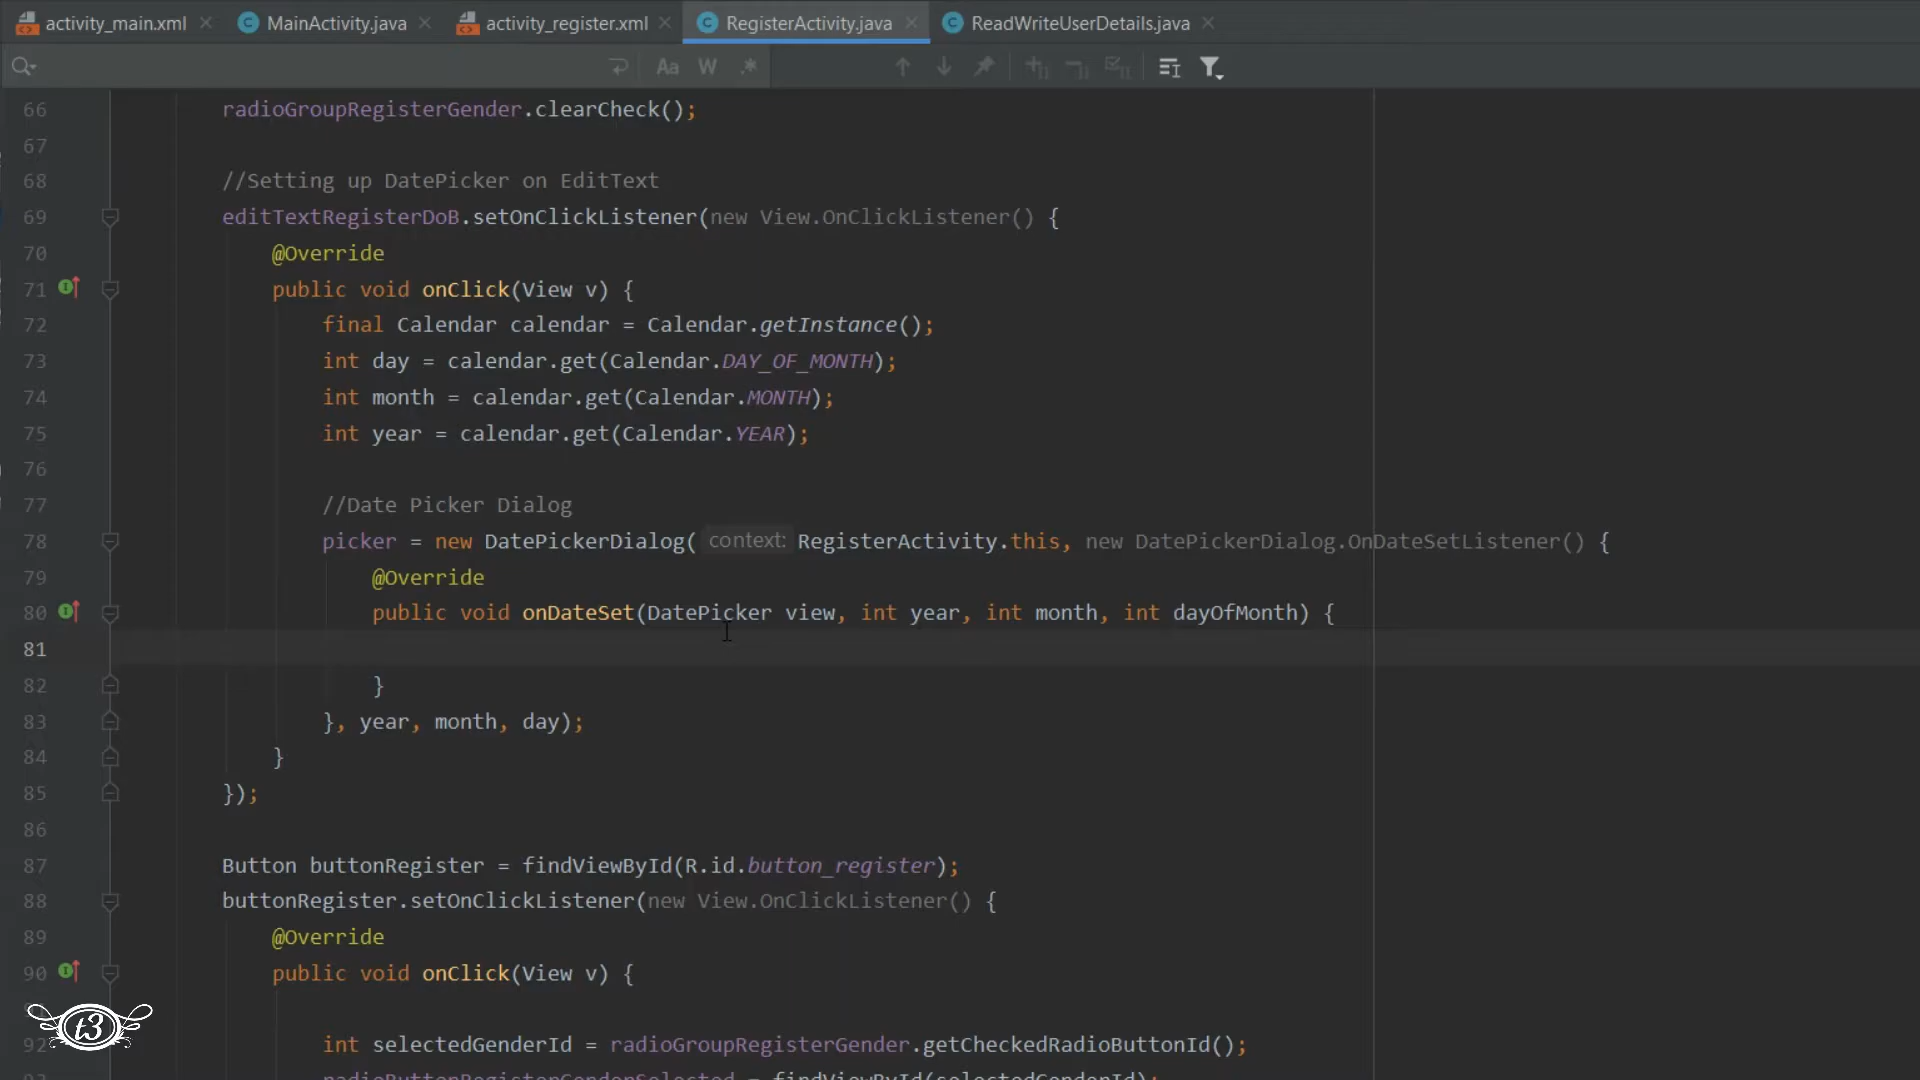 activity_main.xml MainActivity.java activity_register.xml RegisterActivity.java ReadWriteUserDetails.java
Aa W .*
66 radioGroupRegisterGender.clearCheck();
67
68 //Setting up DatePicker on EditText
69 editTextRegisterDoB.setOnClickListener(new View.OnClickListener() {
70 @Override
71 public void onClick(View v) {
72 final Calendar calendar = Calendar.getInstance();
73 int day = calendar.get(Calendar.DAY_OF_MONTH);
74 int month = calendar.get(Calendar.MONTH);
75 int year = calendar.get(Calendar.YEAR);
76
77 //Date Picker Dialog
78 picker = new DatePickerDialog( context: RegisterActivity.this, new DatePickerDialog.OnDateSetListener() {
79 @Override
80 public void onDateSet(DatePicker view, int year, int month, int dayOfMonth) {
81
82 }
83 }, year, month, day);
84 }
85 });
86
87 Button buttonRegister = findViewById(R.id.button_register);
88 buttonRegister.setOnClickListener(new View.OnClickListener() {
89 @Override
90 public void onClick(View v) {
t3
92 int selectedGenderId = radioGroupRegisterGender.getCheckedRadioButtonId();
radioButtonRegisterGenderSelected = findViewById(selectedGenderId);